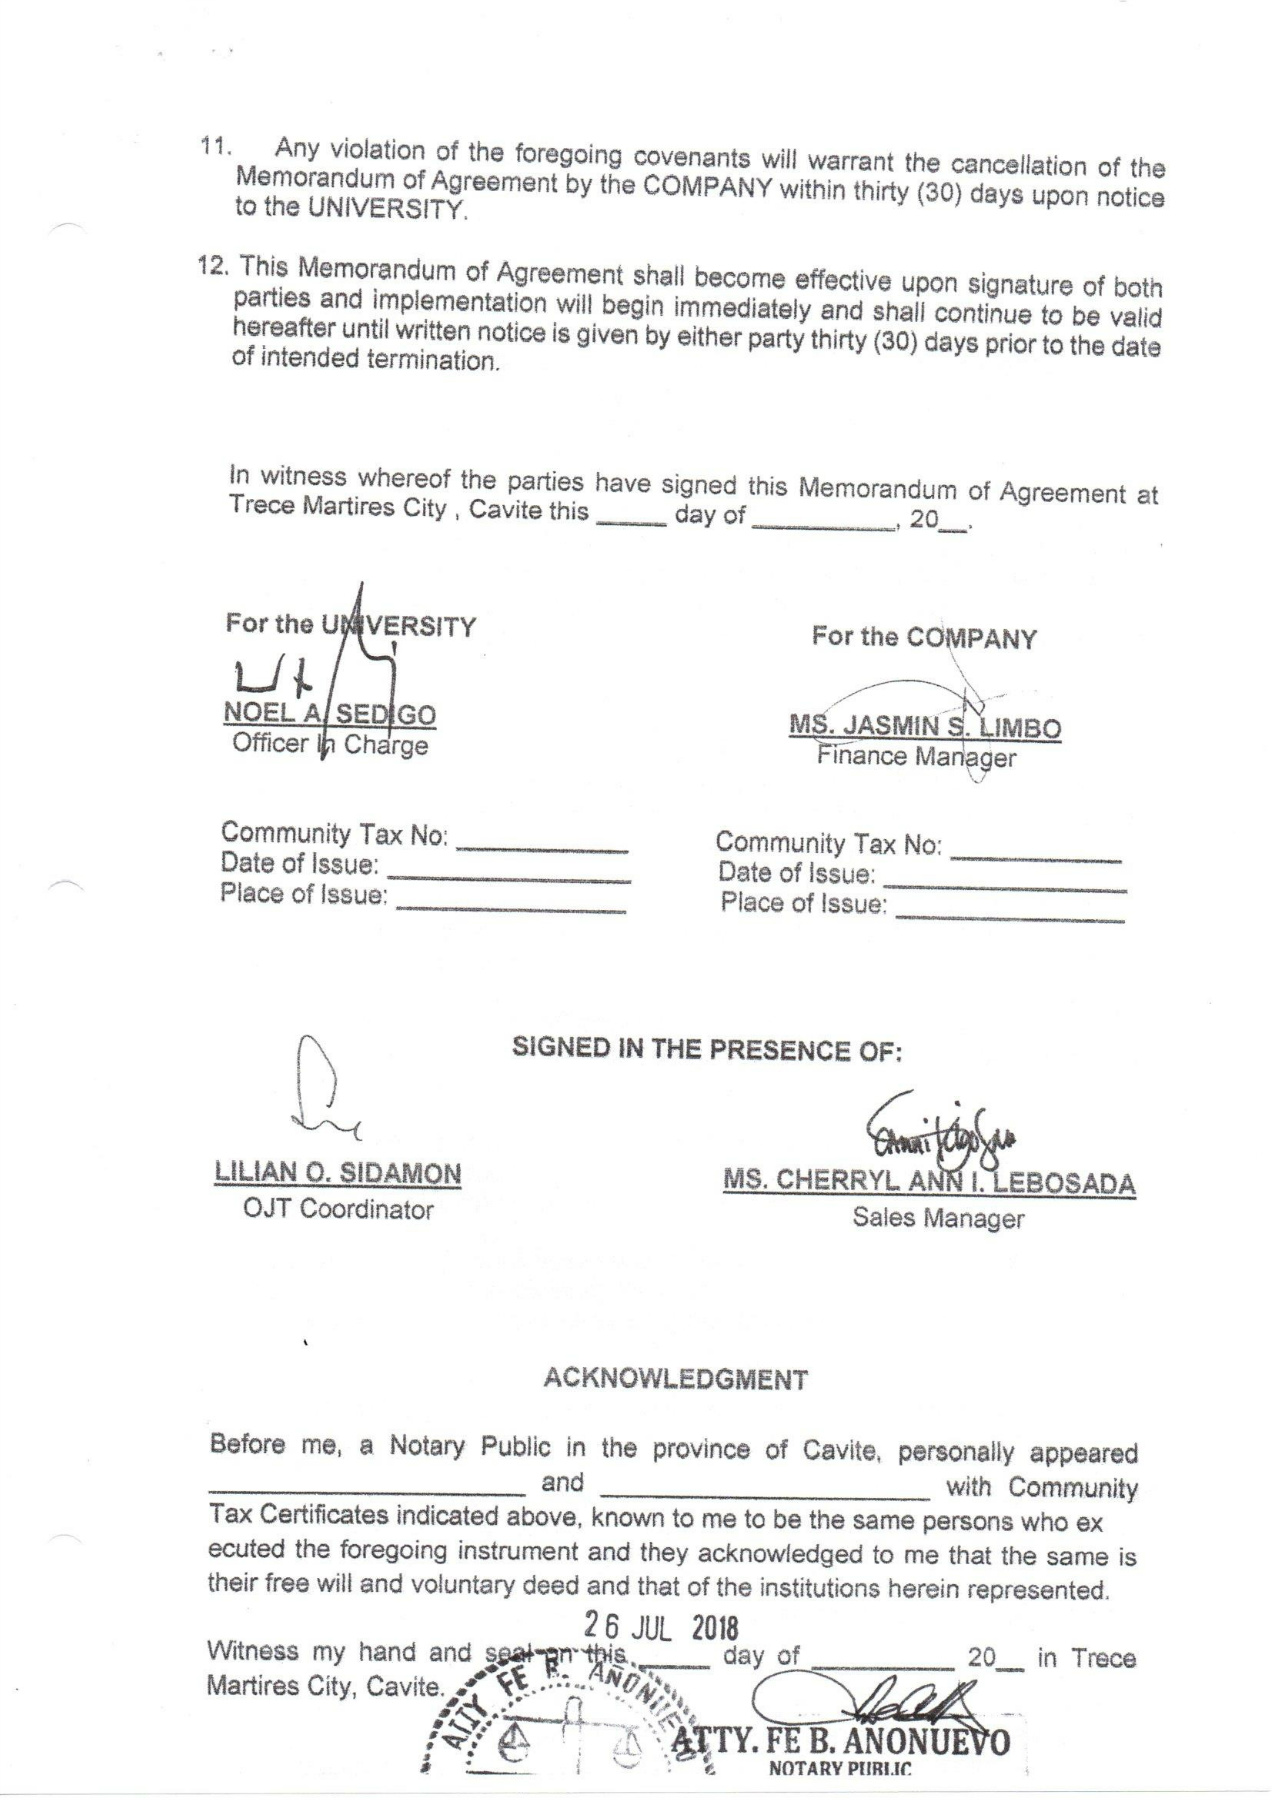 11. Any violation of the foregoing covenants will warrant the cancellation of the
Memorandum of Agreement by the COMPANY within thirty (30) days upon notice
to the UNIVERSITY.
12. This Memorandum of Agreement shall become effective upon signature of both
parties and implementation will begin immediately and shall continue to be valid
hereafter until written notice is given by either party thirty (30) days prior to the date
of intended termination.
In witness whereof the parties have signed this Memorandum of Agreement at
Trece Martires City , Cavite this _____ day of __________, 20__.
For the UNIVERSITY
NOEL A. SEDIGO
Officer In Charge
For the COMPANY
MS. JASMIN S. LIMBO
Finance Manager
Community Tax No: ____________
Date of Issue: _________________
Place of Issue: ________________
Community Tax No: ____________
Date of Issue: _________________
Place of Issue: ________________
SIGNED IN THE PRESENCE OF:
LILIAN O. SIDAMON
OJT Coordinator
MS. CHERRYL ANN I. LEBOSADA
Sales Manager
ACKNOWLEDGMENT
Before me, a Notary Public in the province of Cavite, personally appeared
______________________ and _______________________ with Community
Tax Certificates indicated above, known to me to be the same persons who ex
ecuted the foregoing instrument and they acknowledged to me that the same is
their free will and voluntary deed and that of the institutions herein represented.
26 JUL 2018
Witness my hand and seal on this _____ day of __________ 20__ in Trece
Martires City, Cavite.
ATTY FE B. ANONUEVO
ATTY. FE B. ANONUEVO
NOTARY PUBLIC